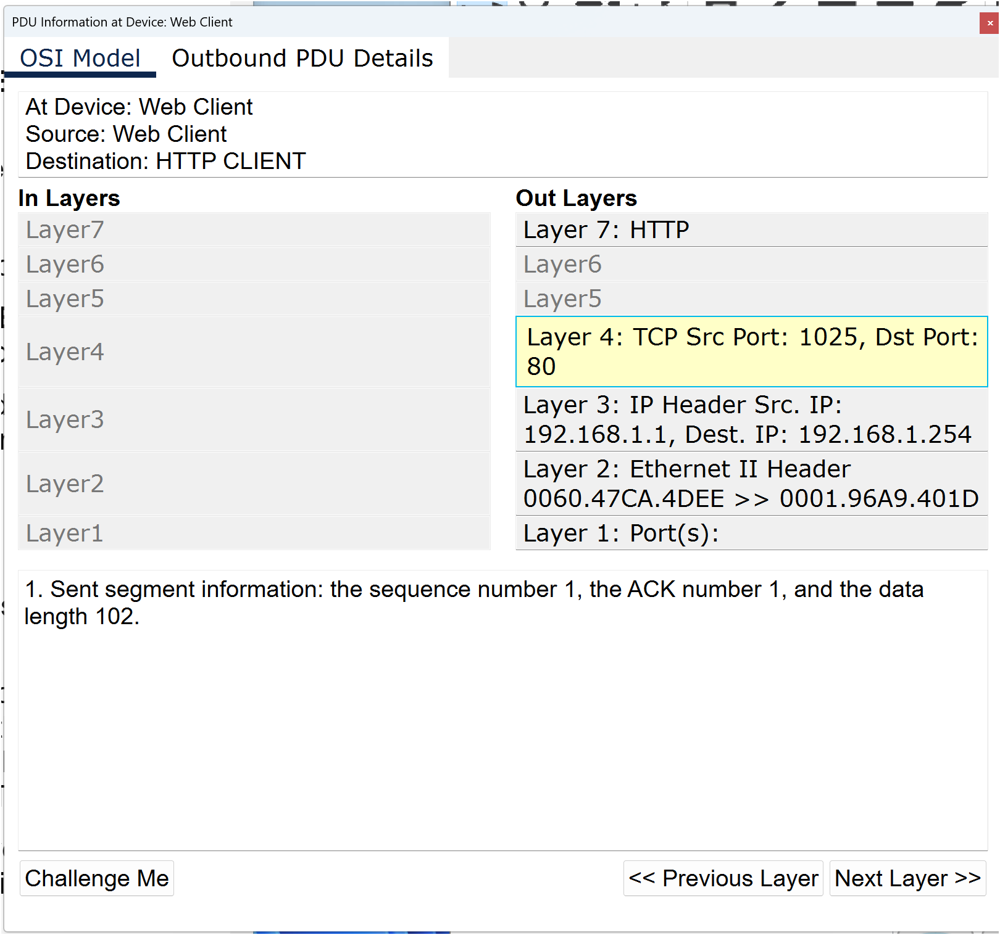 PDU Information at Device: Web Client
OSI Model
Outbound PDU Details
At Device: Web Client
Source: Web Client
Destination: HTTP CLIENT
In Layers
Layer7
Layer6
Layer5
Layer4
Layer3
Layer2
Layer1
Out Layers
Layer 7: HTTP
Layer6
Layer5
Layer 4: TCP Src Port: 1025, Dst Port:
80
Layer 3: IP Header Src. IP:
192.168.1.1, Dest. IP: 192.168.1.254
Layer 2: Ethernet II Header
0060.47CA.4DEE >> 0001.96A9.401D
Layer 1: Port(s):
1. Sent segment information: the sequence number 1, the ACK number 1, and the data
length 102.
Challenge Me
<< Previous Layer
Next Layer >>